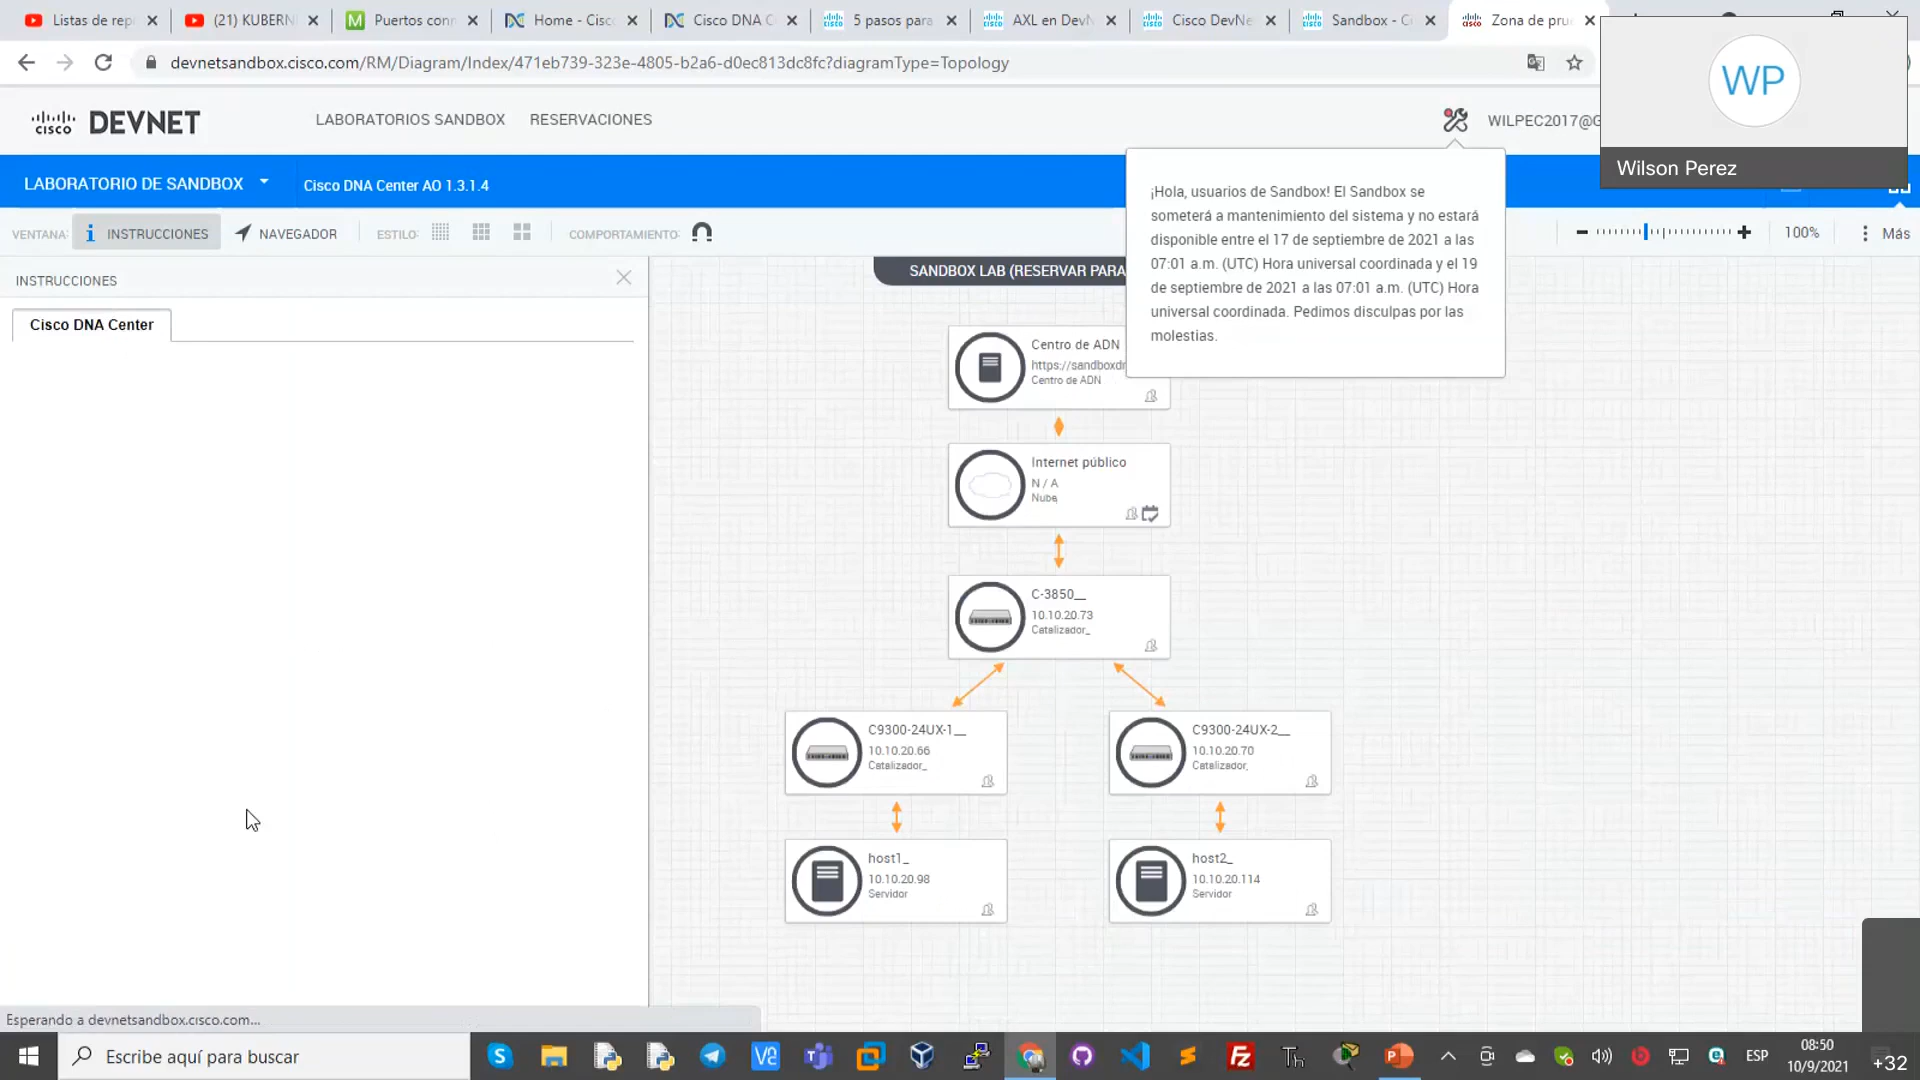 Listas de rep
(21) KUBERN
Puertos conn
Home - Cisc
Cisco DNA C
5 pasos para
AXL en DevN
Cisco DevNe
Sandbox - C
Zona de pru
devnetsandbox.cisco.com/RM/Diagram/Index/471eb739-323e-4805-b2a6-d0ec813dc8fc?diagramType=Topology
WP
Wilson Perez
CISCO DEVNET
LABORATORIOS SANDBOX
RESERVACIONES
WILPEC2017@G
LABORATORIO DE SANDBOX
Cisco DNA Center AO 1.3.1.4
¡Hola, usuarios de Sandbox! El Sandbox se
someterá a mantenimiento del sistema y no estará
disponible entre el 17 de septiembre de 2021 a las
07:01 a.m. (UTC) Hora universal coordinada y el 19
de septiembre de 2021 a las 07:01 a.m. (UTC) Hora
universal coordinada. Pedimos disculpas por las
molestias.
VENTANA:
INSTRUCCIONES
NAVEGADOR
ESTILO:
COMPORTAMIENTO:
100%
Más
INSTRUCCIONES
Cisco DNA Center
SANDBOX LAB (RESERVAR PARA
Centro de ADN
https://sandboxdn
Centro de ADN
Internet público
N / A
Nube
C-3850__
10.10.20.73
Catalizador_
C9300-24UX-1__
10.10.20.66
Catalizador_
C9300-24UX-2__
10.10.20.70
Catalizador_
host1_
10.10.20.98
Servidor
host2_
10.10.20.114
Servidor
Esperando a devnetsandbox.cisco.com...
Escribe aquí para buscar
ESP
08:50
10/9/2021
+32